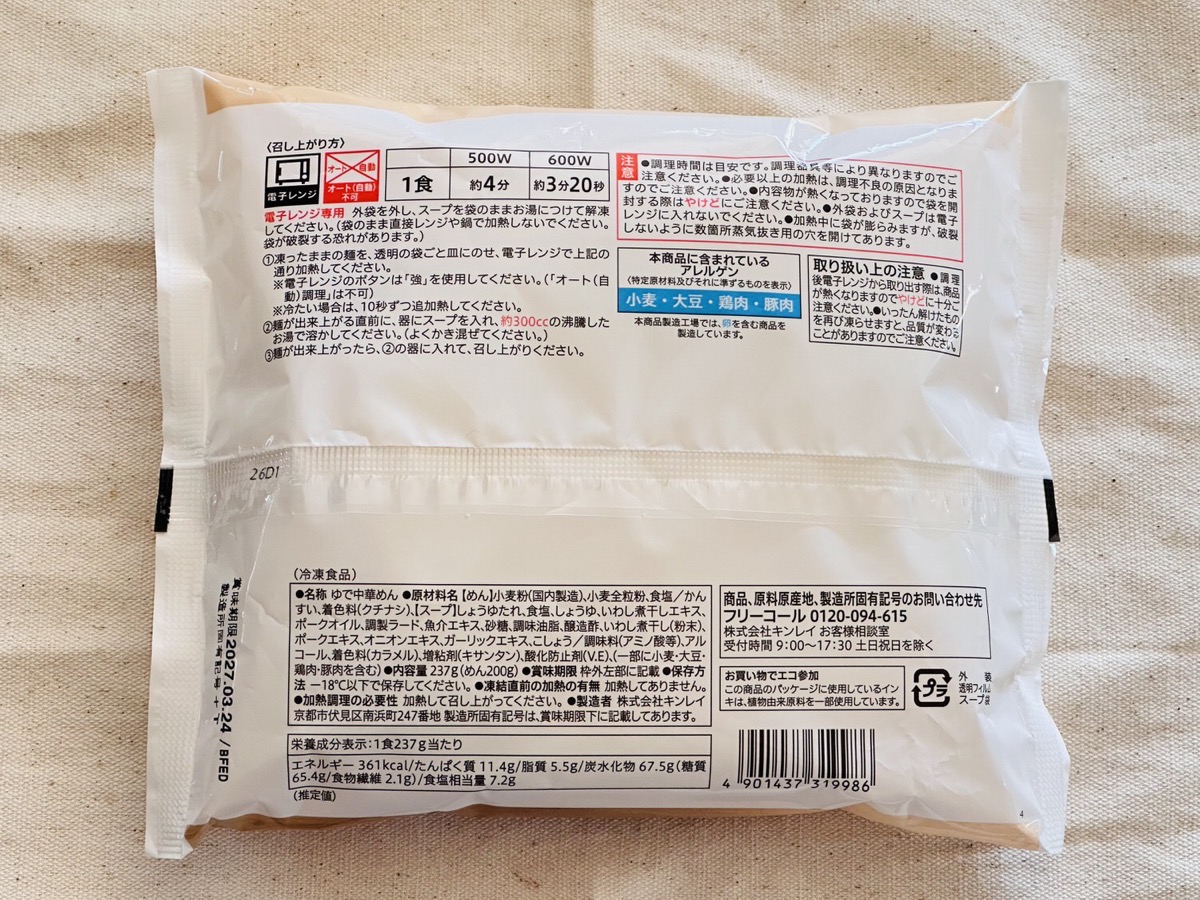 〈召し上がり方〉
電子レンジ
オート 自動
オート(自動)
不可
500W 600W
1食 約4分 約3分20秒
電子レンジ専用 外袋を外し、スープを袋のままお湯につけて解凍
してください。(袋のまま直接レンジや鍋で加熱しないでください。
袋が破裂する恐れがあります。)
①凍ったままの麺を、透明の袋ごと皿にのせ、電子レンジで上記の
通り加熱してください。
※電子レンジのボタンは「強」を使用してください。(「オート(自
動)調理」は不可)
※冷たい場合は、10秒ずつ追加加熱してください。
②麺が出来上がる直前に、器にスープを入れ、約300ccの沸騰した
お湯で溶かしてください。(よくかき混ぜてください。)
③麺が出来上がったら、②の器に入れて、召し上がりください。
注意
●調理時間は目安です。調理器具等により異なりますのでご
注意ください。●必要以上の加熱は、調理不良の原因となりま
すのでご注意ください。●内容物が熱くなっておりますので袋を開
封する際はやけどにご注意ください。●外袋およびスープは電子
レンジに入れないでください。●加熱中に袋が膨らみますが、破裂
しないように数箇所蒸気抜き用の穴を開けてあります。
本商品に含まれている
アレルゲン
(特定原材料及びそれに準ずるものを表示)
小麦・大豆・鶏肉・豚肉
本商品製造工場では、卵を含む商品を
製造しています。
取り扱い上の注意 ●調理
後電子レンジから取り出す際は、商品
が熱くなりますのでやけどに十分ご
注意ください。●いったん解けたもの
を再び凍らせますと、品質が変わる
ことがありますのでご注意ください。
26D1
賞味期限 2027.03.24 / BFED
製造所固有記号 +下
(冷凍食品)
●名称 ゆで中華めん ●原材料名 【めん】小麦粉(国内製造)、小麦全粒粉、食塩/かん
すい、着色料(クチナシ)、【スープ】しょうゆたれ、食塩、しょうゆ、いわし煮干しエキス、
ポークオイル、調製ラード、魚介エキス、砂糖、調味油脂、醸造酢、いわし煮干し(粉末)、
ポークエキス、オニオンエキス、ガーリックエキス、こしょう/調味料(アミノ酸等)、アル
コール、着色料(カラメル)、増粘剤(キサンタン)、酸化防止剤(V.E)、(一部に小麦・大豆・
鶏肉・豚肉を含む) ●内容量 237g(めん200g) ●賞味期限 枠外左部に記載 ●保存方
法 −18℃以下で保存してください。 ●凍結直前の加熱の有無 加熱してありません。
●加熱調理の必要性 加熱して召し上がってください。 ●製造者 株式会社キンレイ
京都市伏見区南浜町247番地 製造所固有記号は、賞味期限下に記載してあります。
栄養成分表示:1食237g当たり
エネルギー 361kcal/たんぱく質 11.4g/脂質 5.5g/炭水化物 67.5g(糖質
65.4g/食物繊維 2.1g)/食塩相当量 7.2g
(推定値)
商品、原料原産地、製造所固有記号のお問い合わせ先
フリーコール 0120-094-615
株式会社キンレイ お客様相談室
受付時間 9:00〜17:30 土日祝日を除く
お買い物でエコ参加
この商品のパッケージに使用しているイン
キは、植物由来原料を一部使用しています。
プラ
外装
透明フィルム
スープ袋
4 901437 319986
4